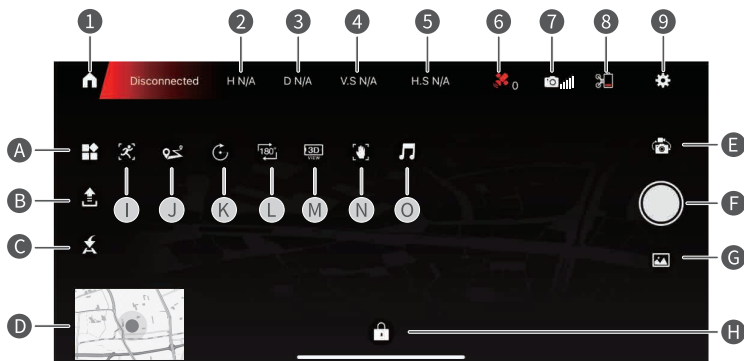 1 2 3 4 5 6 7 8 9
Disconnected H N/A D N/A V.S N/A H.S N/A 0
A 180° 3D VIEW E
B I J K L M N O F
C G
D H